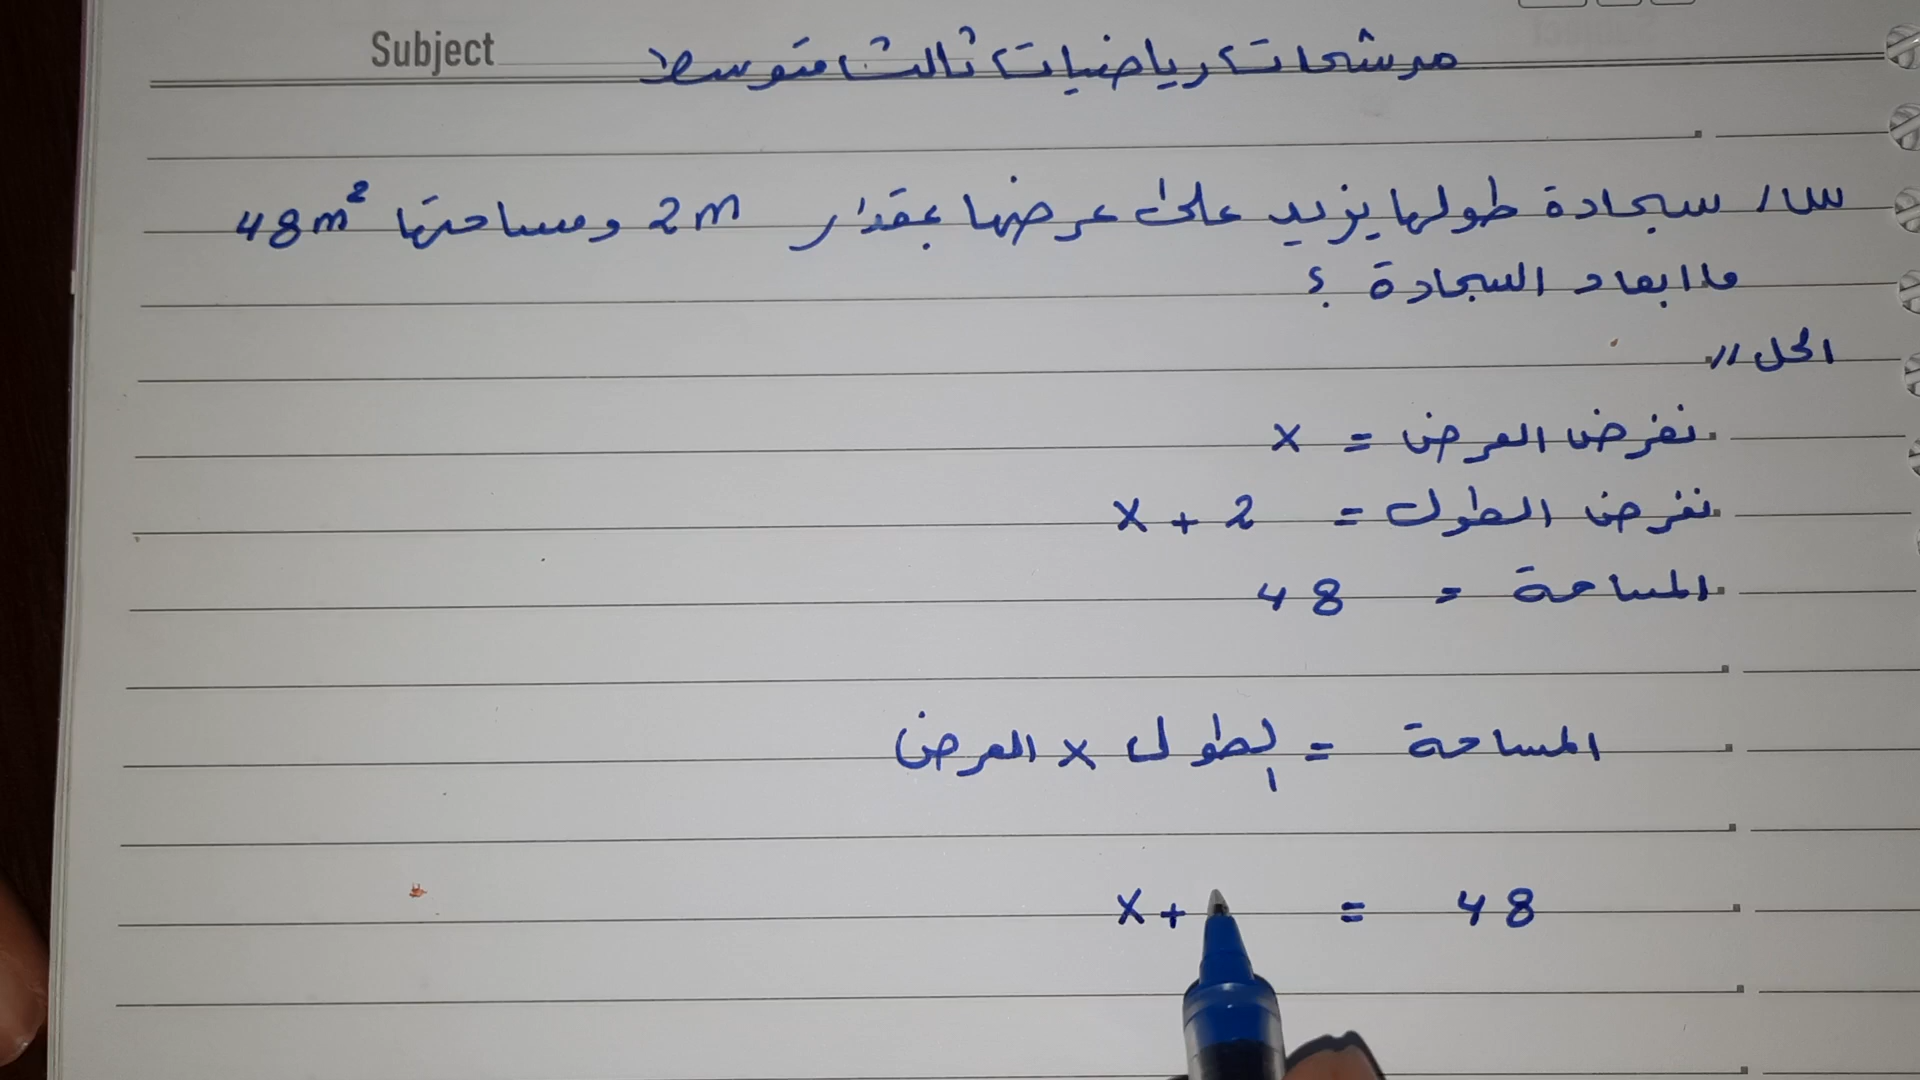 Subject مرشحات رياضيات ثالث متوسط
س١/ سجادة طولها يزيد على عرضها بمقدار 2m ومساحتها 48m²
ما ابعاد السجادة ؟
الحل //
نفرض العرض = x
نفرض الطول = x + 2
المساحة = 48
المساحة = الطول x العرض
x + = 48